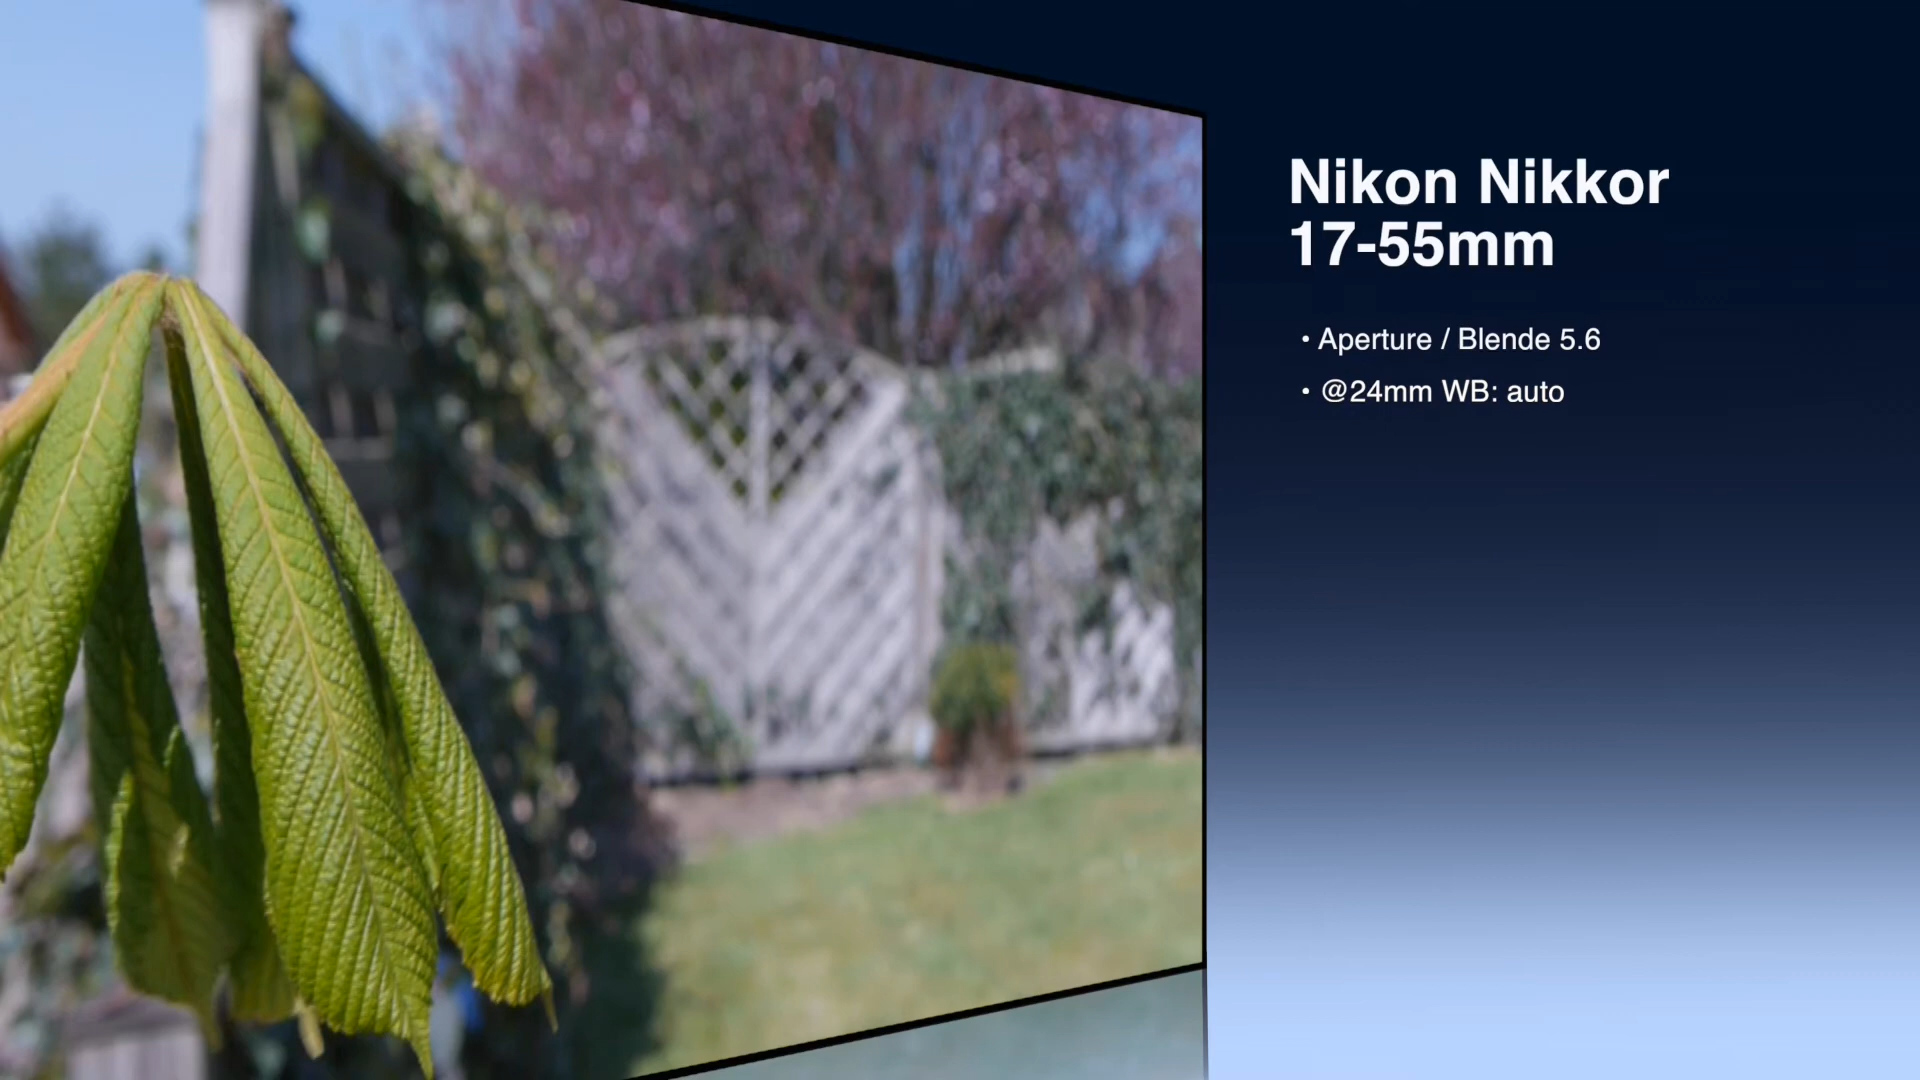 Nikon Nikkor
17-55mm
• Aperture / Blende 5.6
• @24mm WB: auto